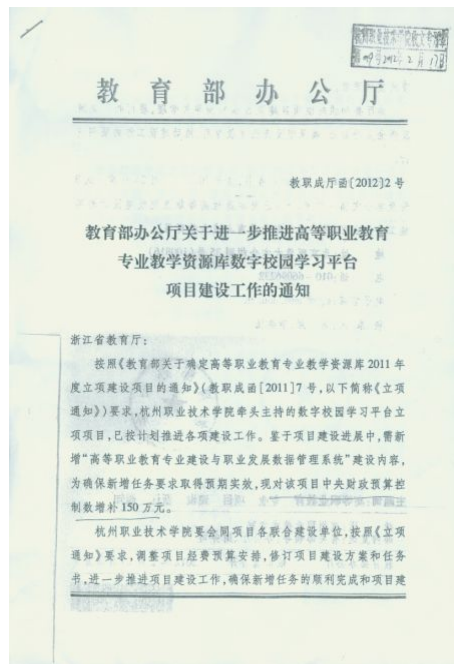 教育部办公厅
教职成厅函[2012]2号
教育部办公厅关于进一步推进高等职业教育
专业教学资源库数字校园学习平台
项目建设工作的通知
浙江省教育厅：
按照《教育部关于确定高等职业教育专业教学资源库2011年
度立项建设项目的通知》(教职成函[2011]7号,以下简称《立项
通知》)要求,杭州职业技术学院牵头主持的数字校园学习平台立
项项目,已按计划推进各项建设工作。鉴于项目建设进展中,需新
增“高等职业教育专业建设与职业发展数据管理系统”建设内容,
为确保新增任务要求取得预期实效,现对该项目中央财政预算控
制数增补150万元。
杭州职业技术学院要会同项目各联合建设单位,按照《立项
通知》要求,调整项目经费预算安排,修订项目建设方案和任务
书,进一步推进项目建设工作,确保新增任务的顺利完成和项目建